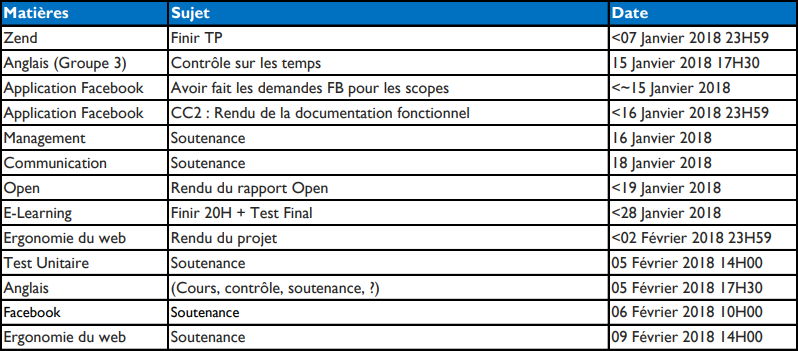 Matières Sujet Date
Zend Finir TP <07 Janvier 2018 23H59
Anglais (Groupe 3) Contrôle sur les temps 15 Janvier 2018 17H30
Application Facebook Avoir fait les demandes FB pour les scopes <~15 Janvier 2018
Application Facebook CC2 : Rendu de la documentation fonctionnel <16 Janvier 2018 23H59
Management Soutenance 16 Janvier 2018
Communication Soutenance 18 Janvier 2018
Open Rendu du rapport Open <19 Janvier 2018
E-Learning Finir 20H + Test Final <28 Janvier 2018
Ergonomie du web Rendu du projet <02 Février 2018 23H59
Test Unitaire Soutenance 05 Février 2018 14H00
Anglais (Cours, contrôle, soutenance, ?) 05 Février 2018 17H30
Facebook Soutenance 06 Février 2018 10H00
Ergonomie du web Soutenance 09 Février 2018 14H00